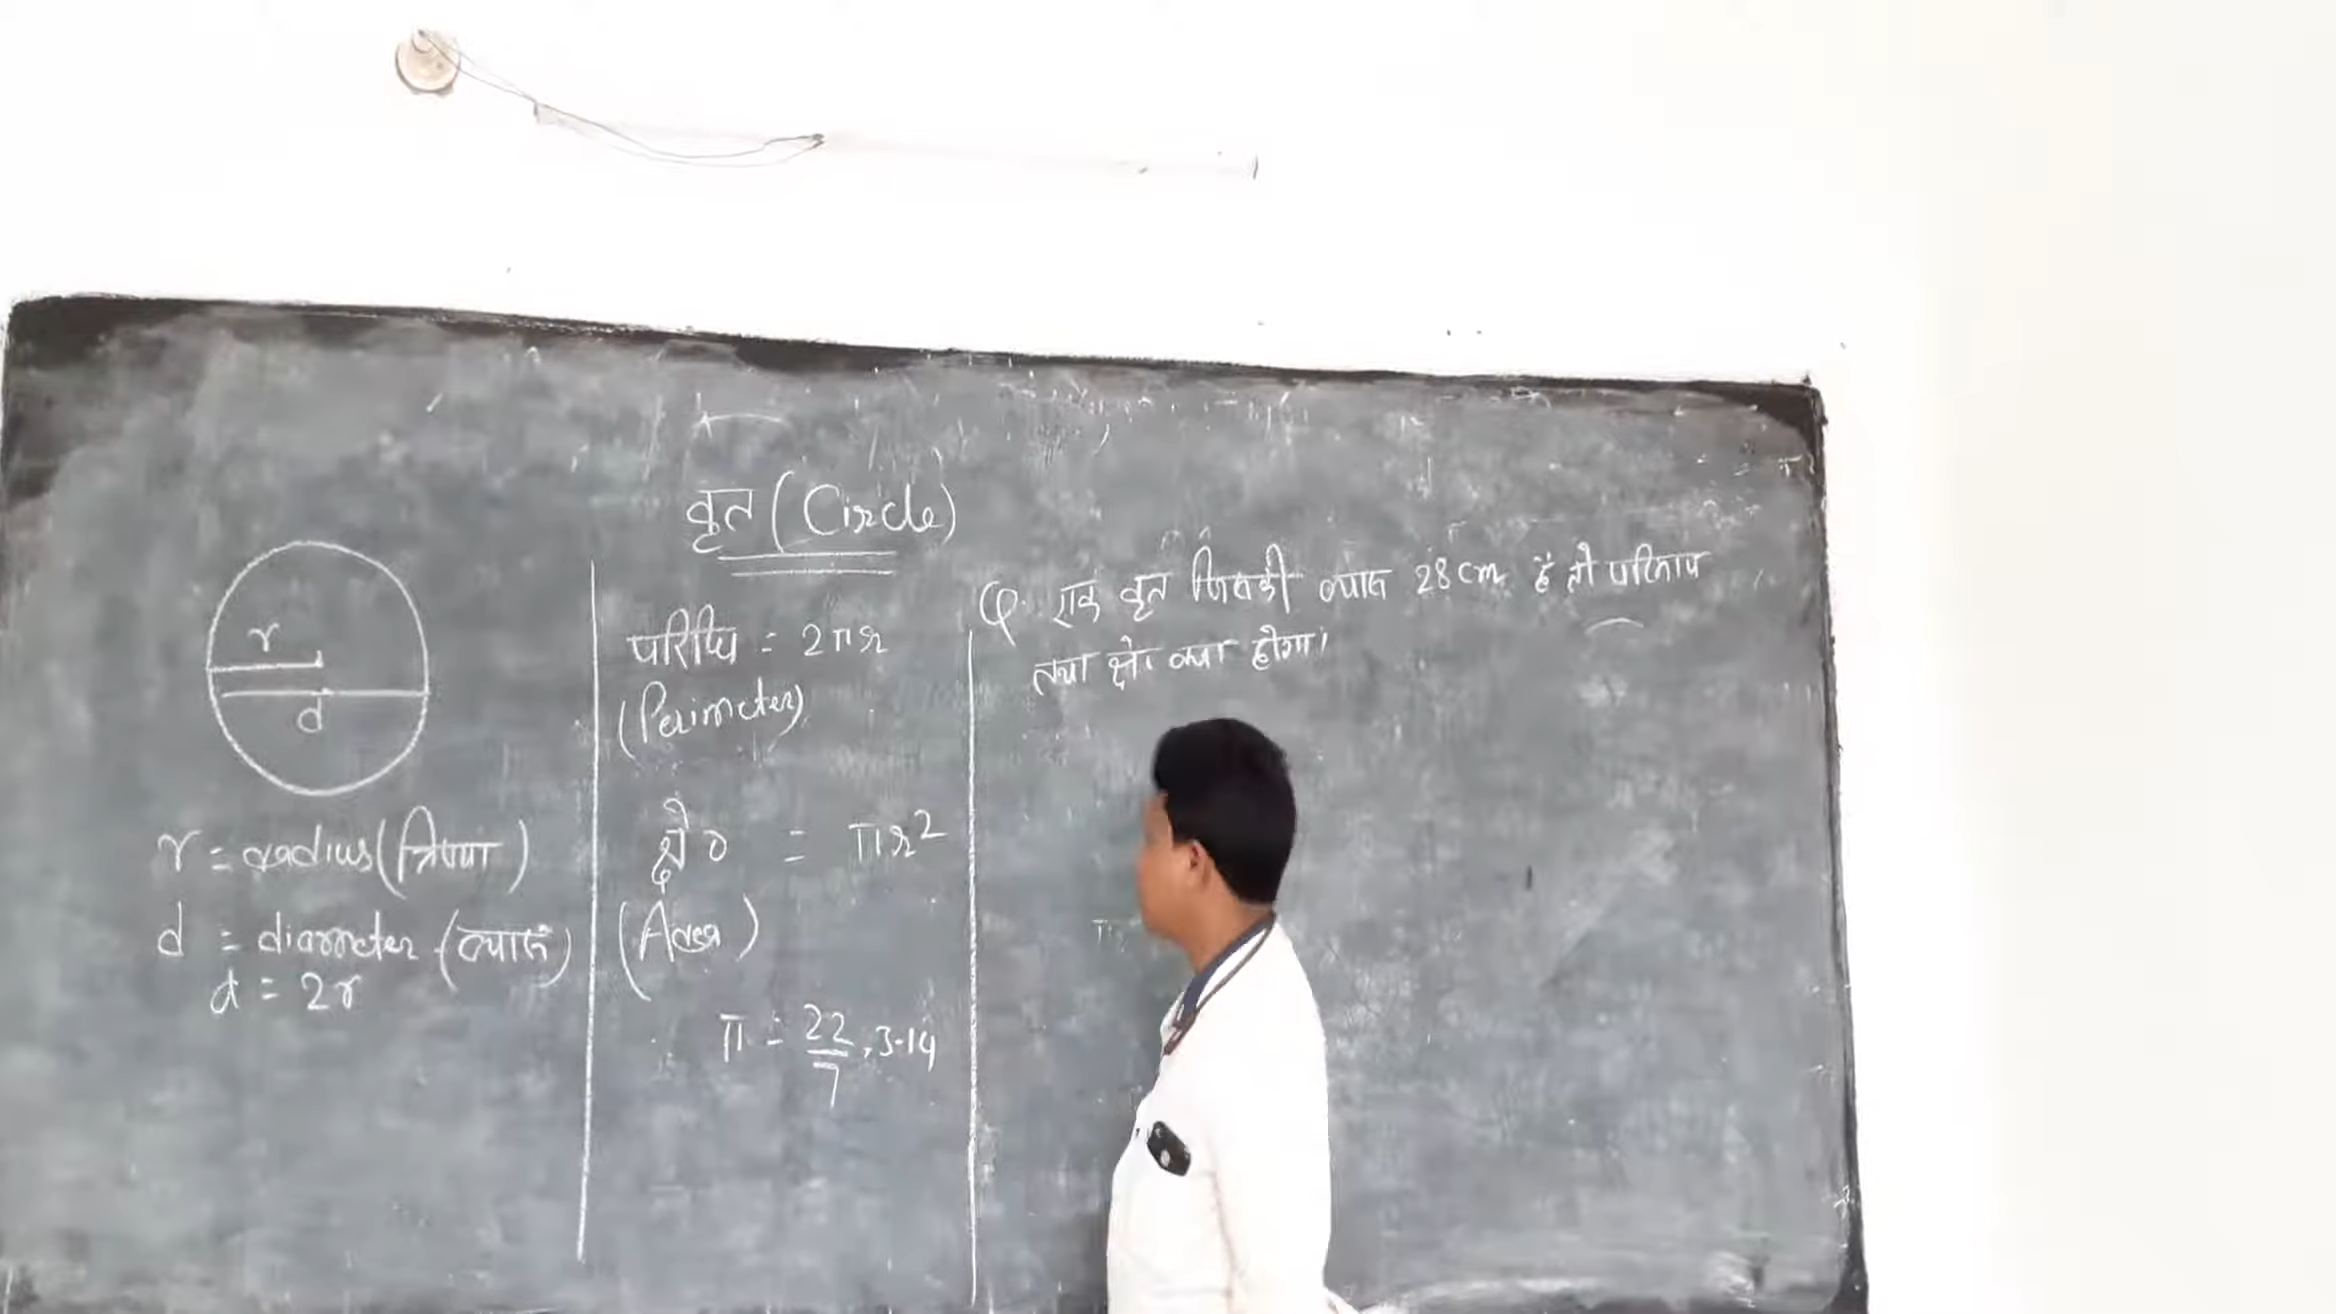 वृत (Circle)
r
d
r = radius (त्रिज्या)
d = diameter (व्यास)
d = 2r
परिधि = 2πr
(Perimeter)
क्षे० = πr²
(Area)
π = 22/7, 3.14
Q. एक वृत जिसकी व्यास 28 cm है तो परिमाप
तथा क्षे० क्या होगा।